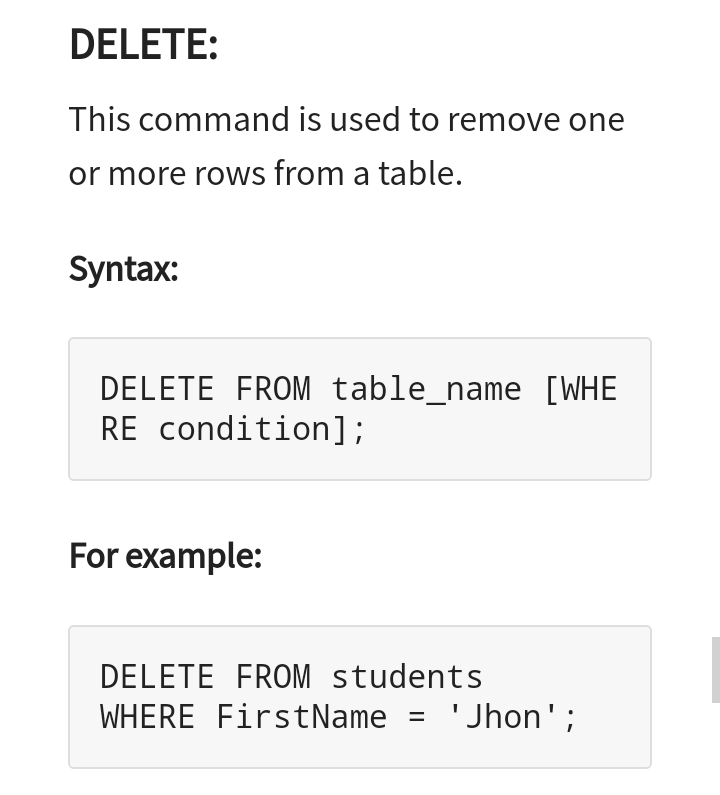 DELETE:
This command is used to remove one
or more rows from a table.
Syntax:
DELETE FROM table_name [WHE
RE condition];
For example:
DELETE FROM students
WHERE FirstName = 'Jhon';